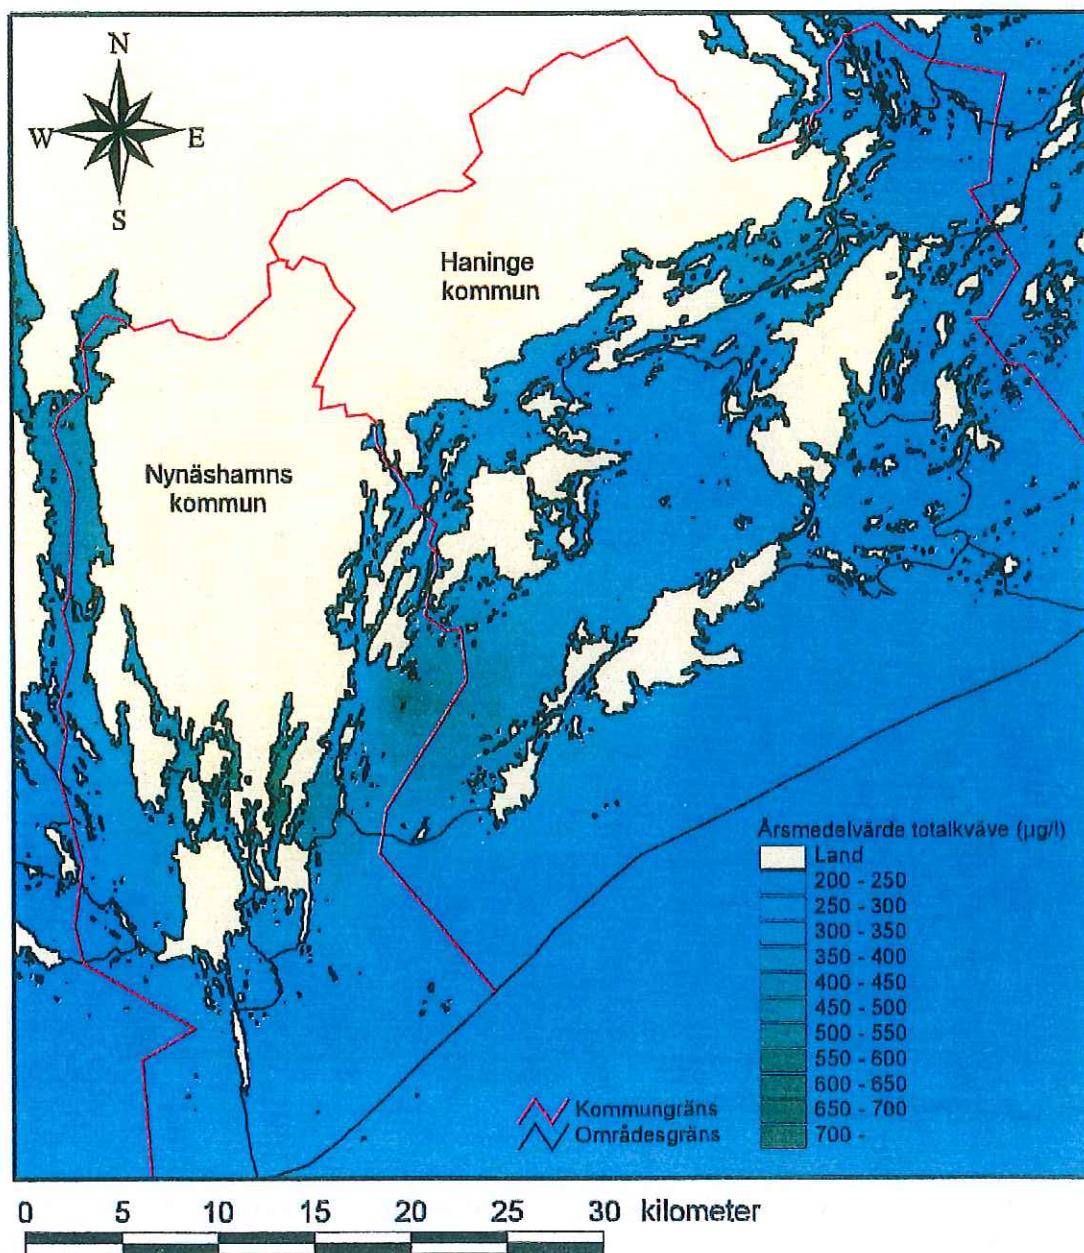 N
W E
S
Haninge
kommun
Nynäshamns
kommun
Årsmedelvärde totalkväve (µg/l)
Land
200 - 250
250 - 300
300 - 350
350 - 400
400 - 450
450 - 500
500 - 550
550 - 600
600 - 650
650 - 700
700 -
Kommungräns
Områdesgräns
0 5 10 15 20 25 30 kilometer